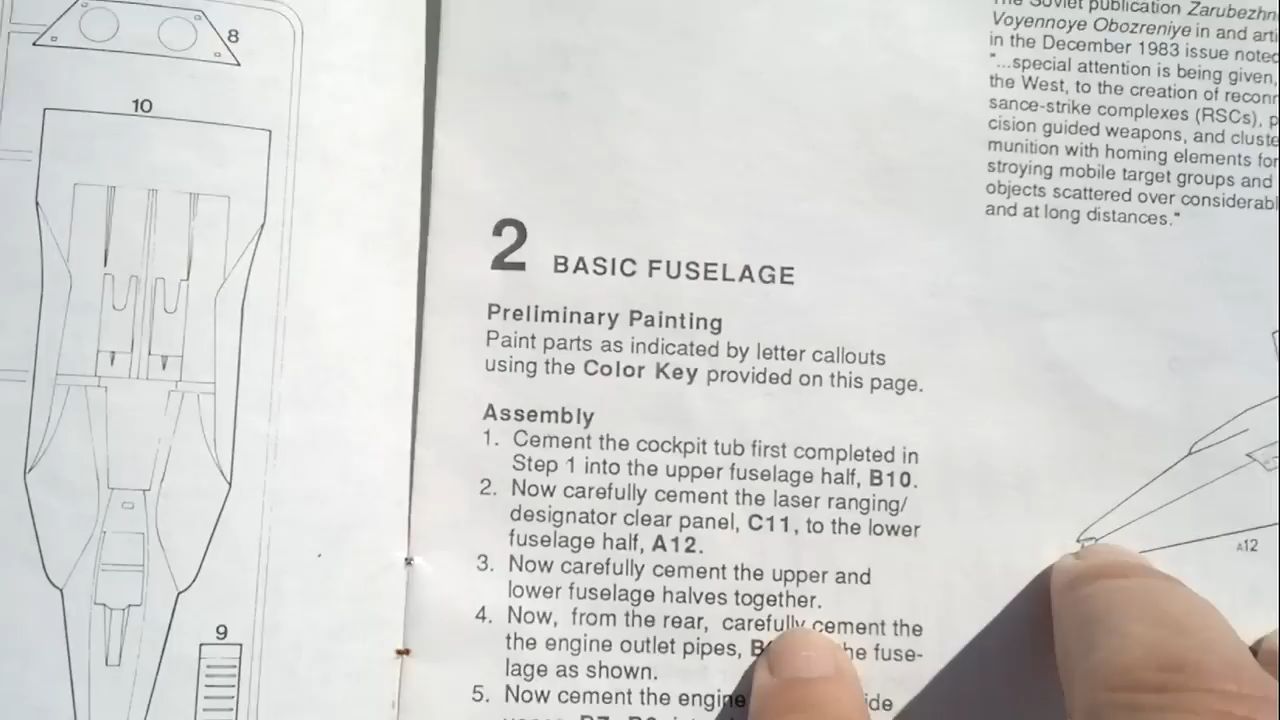 8
10
9
2 BASIC FUSELAGE
Preliminary Painting
Paint parts as indicated by letter callouts
using the Color Key provided on this page.
Assembly
1. Cement the cockpit tub first completed in
Step 1 into the upper fuselage half, B10.
2. Now carefully cement the laser ranging/
designator clear panel, C11, to the lower
fuselage half, A12.
3. Now carefully cement the upper and
lower fuselage halves together.
4. Now, from the rear, carefully cement the
the engine outlet pipes, the fuse-
lage as shown.
5. Now cement the engine
The Soviet publication
Voyennoye Obozreniye in and
in the December 1983 issue noted
"...special attention is being given,
the West, to the creation of
sance-strike complexes (RSCs),
cision guided weapons, and
munition with homing elements for
stroying mobile target groups and
objects scattered over
and at long distances."
A12